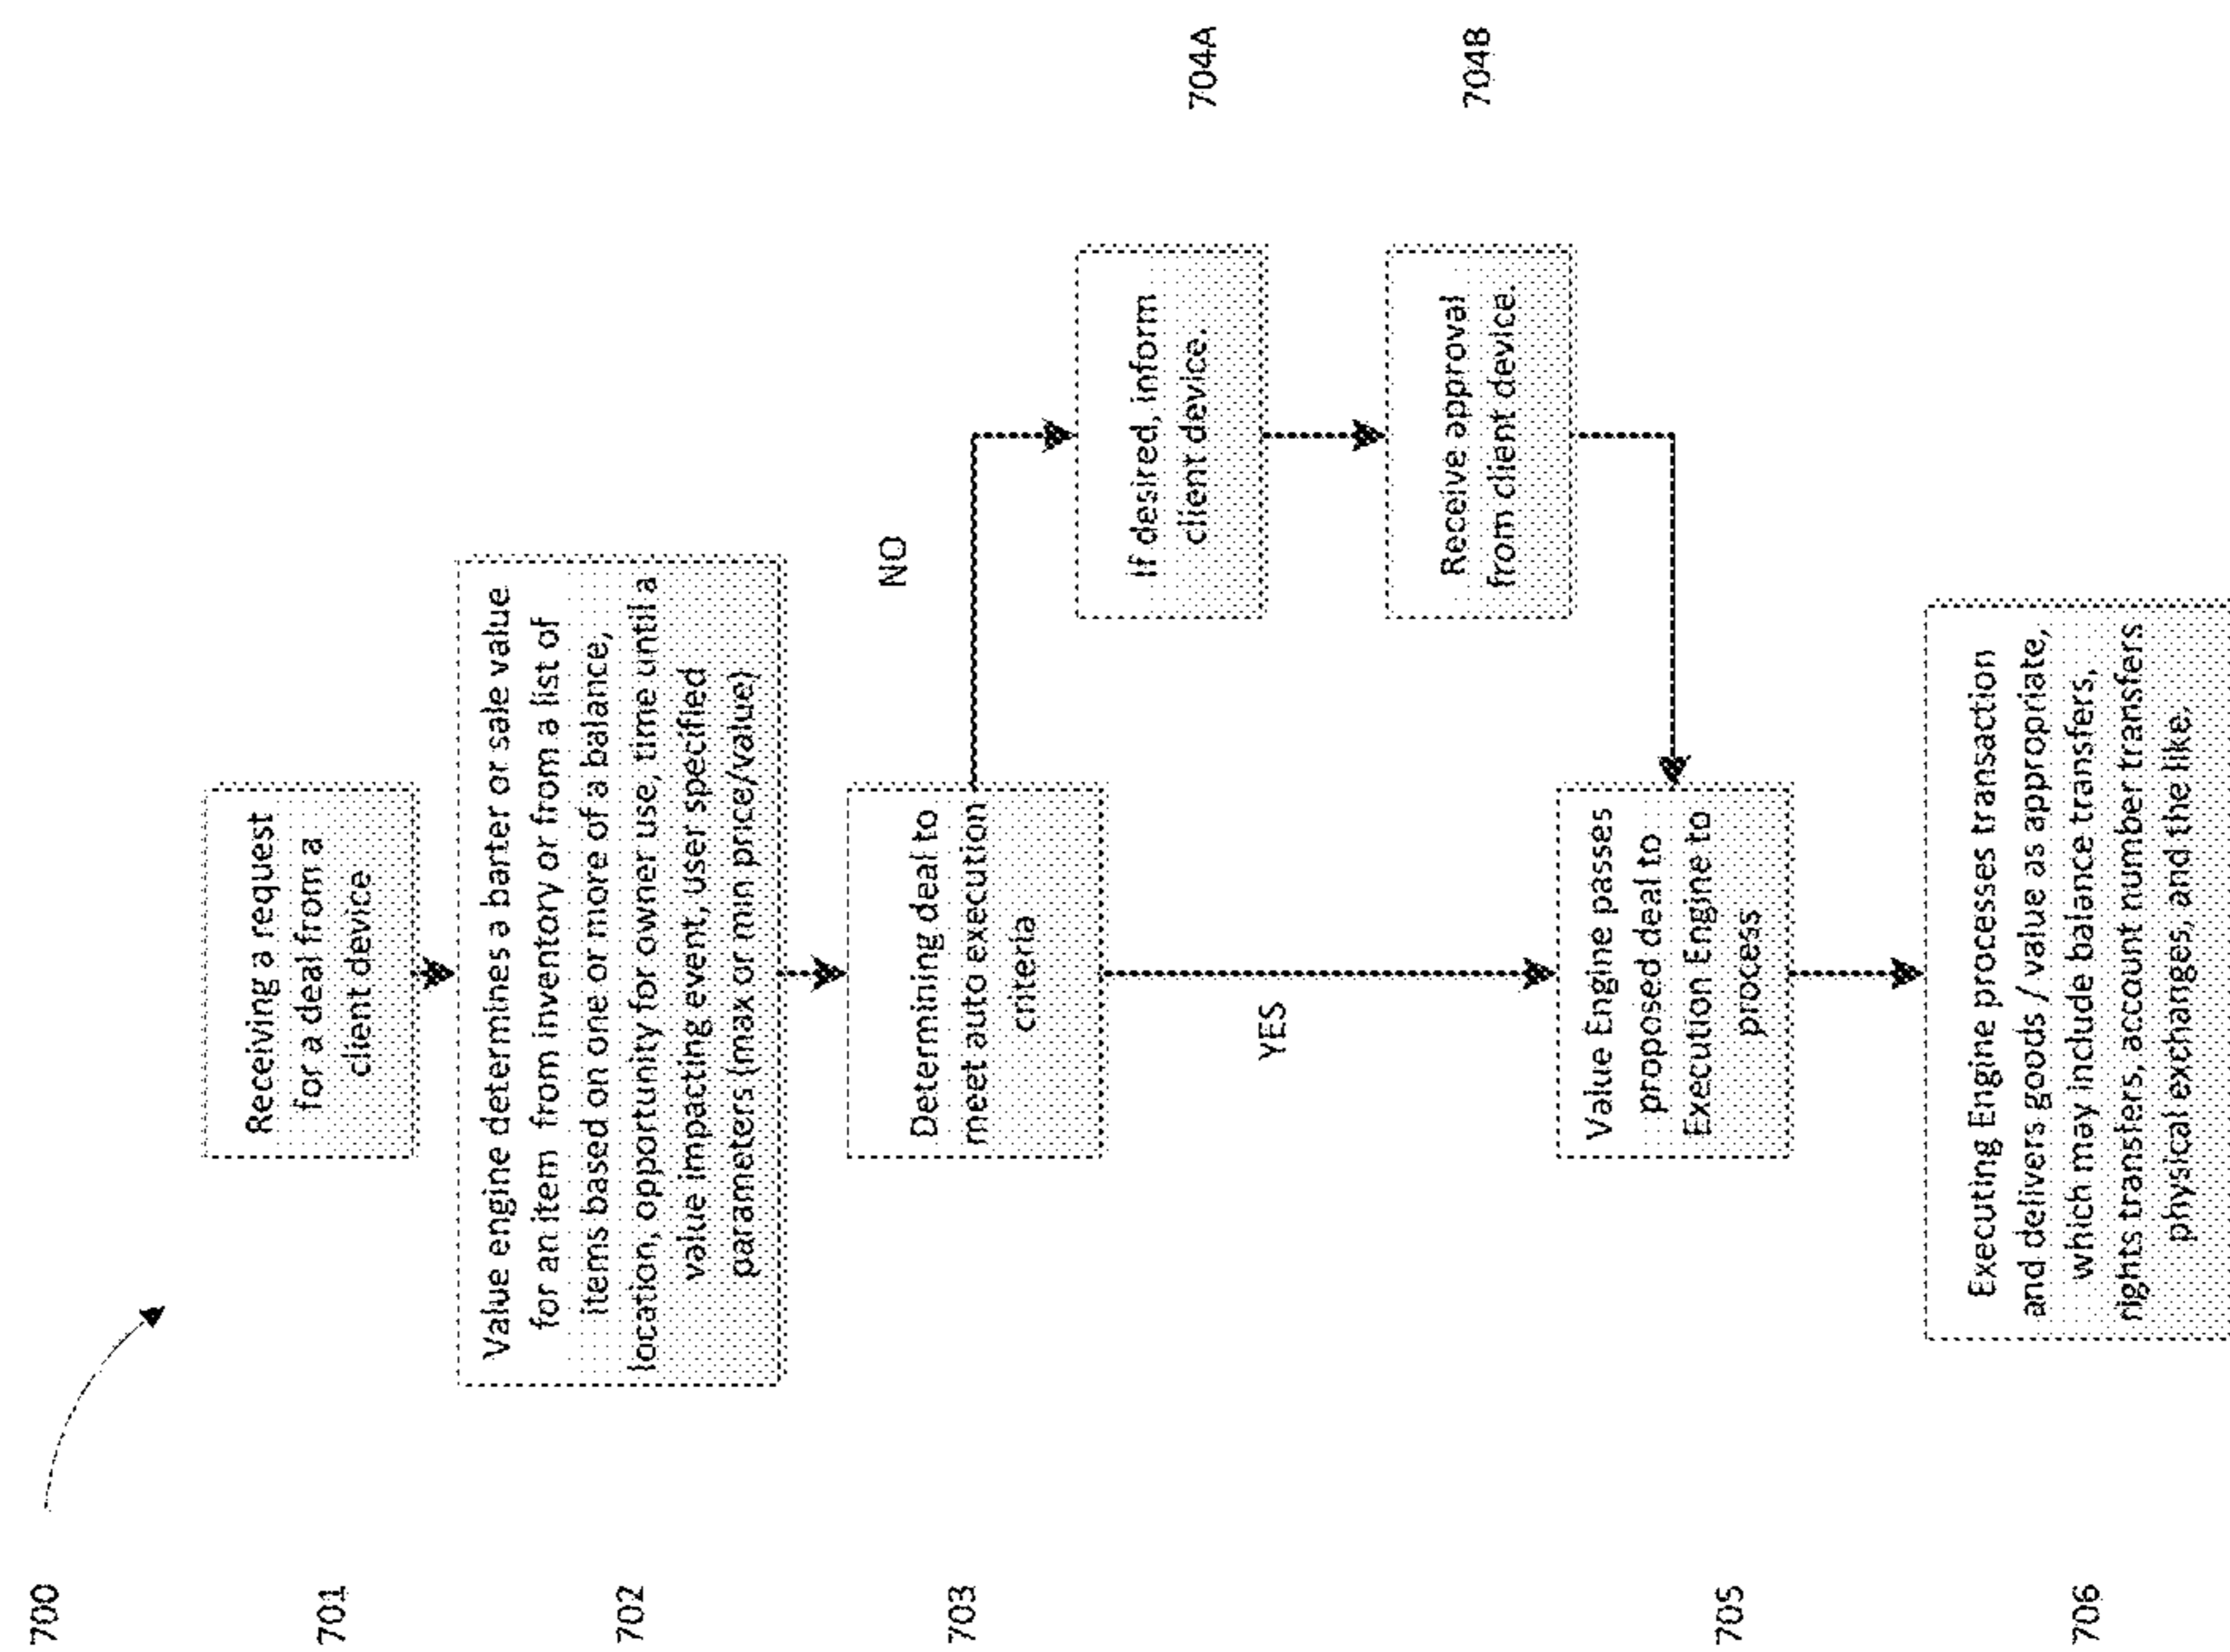 700
701
Receiving a request
for a deal from a
client device
702
Value engine determines a barter or sale value
for an item from inventory or from a list of
items based on one or more of a balance,
location, opportunity for owner use, time until a
value impacting event, user specified
parameters (max or min price/value)
703
Determining deal to
meet auto execution
criteria
NO
YES
If desired, inform
client device.
704A
Receive approval
from client device.
704B
705
Value Engine passes
proposed deal to
Execution Engine to
process
706
Executing Engine processes transaction
and delivers goods / value as appropriate,
which may include balance transfers,
rights transfers, account number transfers
physical exchanges, and the like.